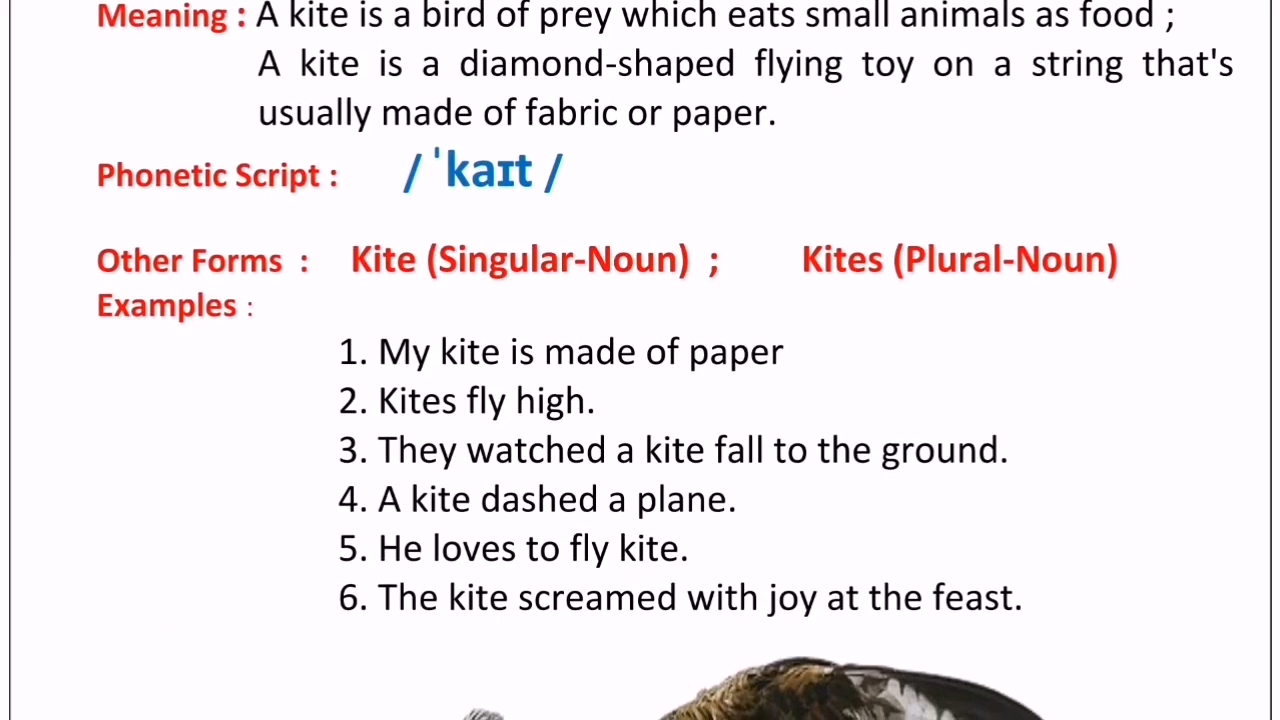 Meaning : A kite is a bird of prey which eats small animals as food ;
A kite is a diamond-shaped flying toy on a string that's
usually made of fabric or paper.
Phonetic Script : / ˈkaɪt /
Other Forms : Kite (Singular-Noun) ; Kites (Plural-Noun)
Examples :
1. My kite is made of paper
2. Kites fly high.
3. They watched a kite fall to the ground.
4. A kite dashed a plane.
5. He loves to fly kite.
6. The kite screamed with joy at the feast.